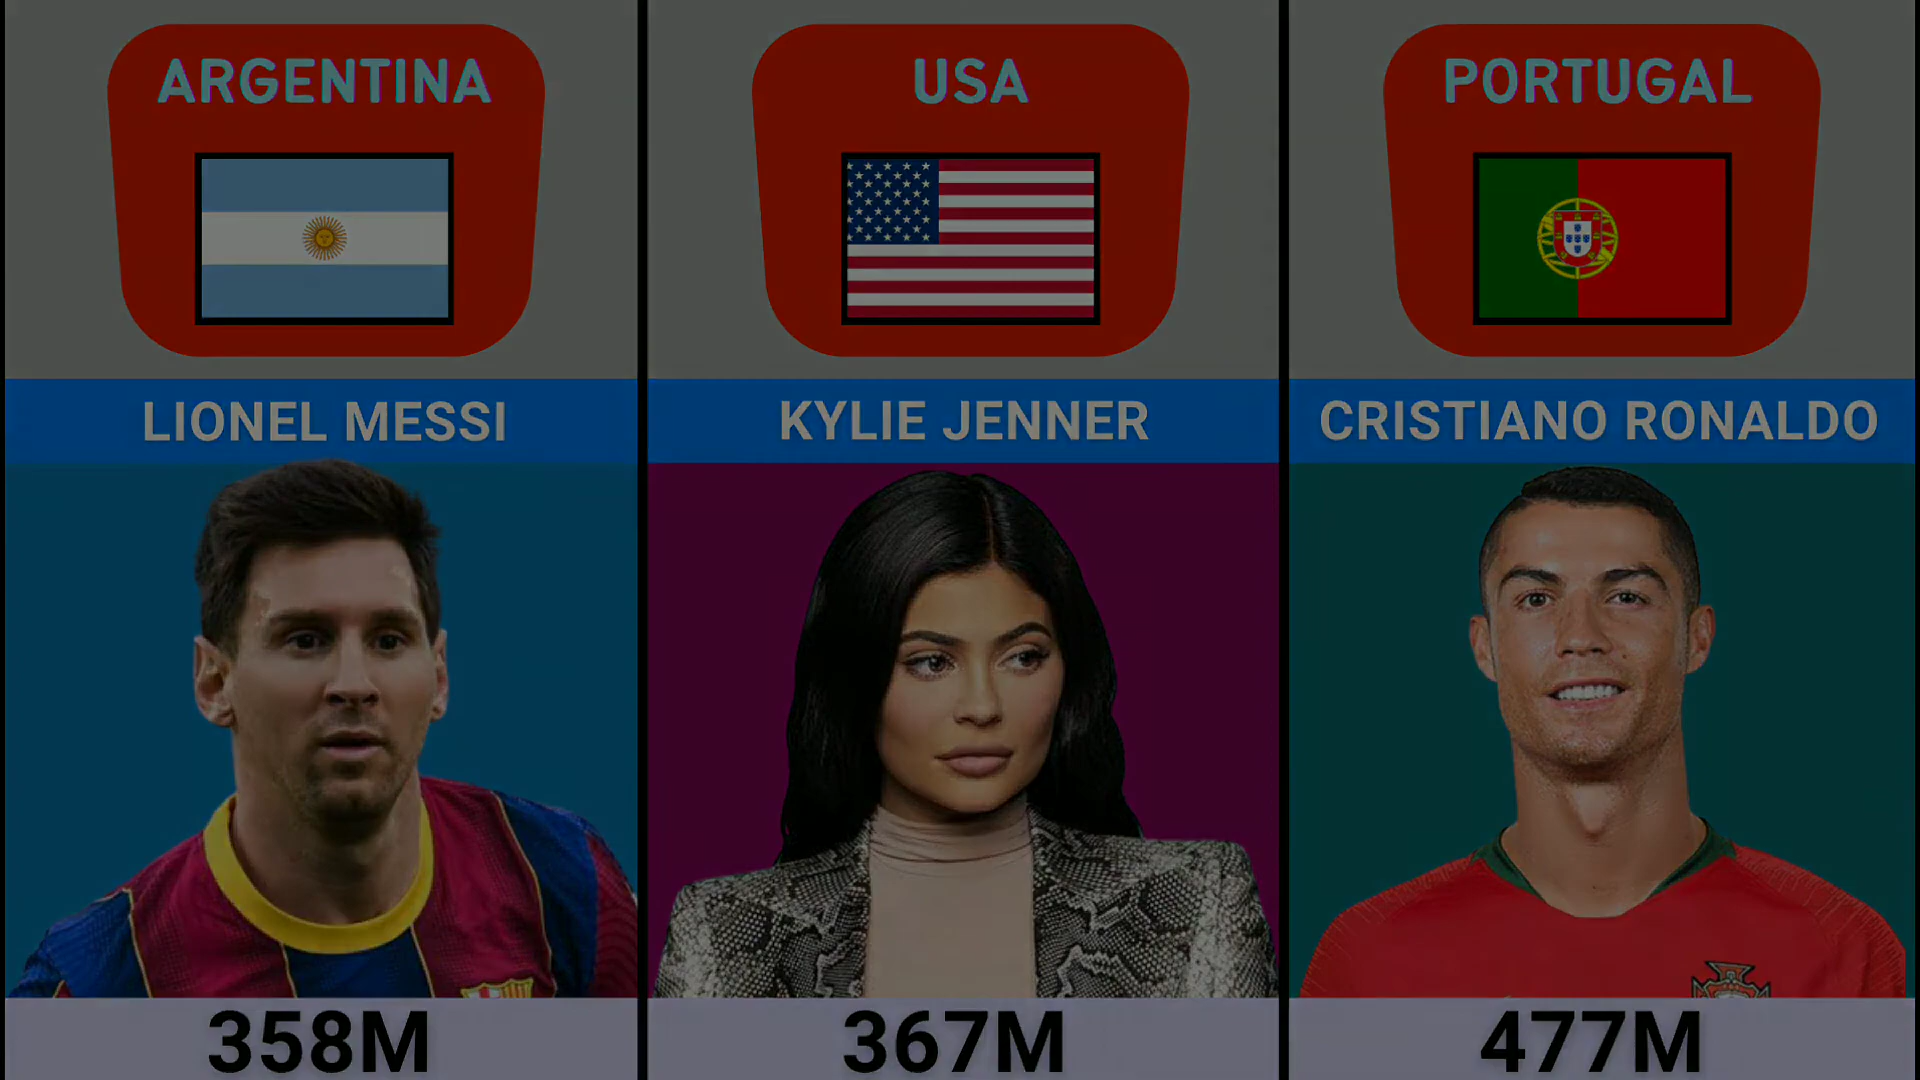 ARGENTINA
USA
PORTUGAL
LIONEL MESSI
KYLIE JENNER
CRISTIANO RONALDO
358M
367M
477M